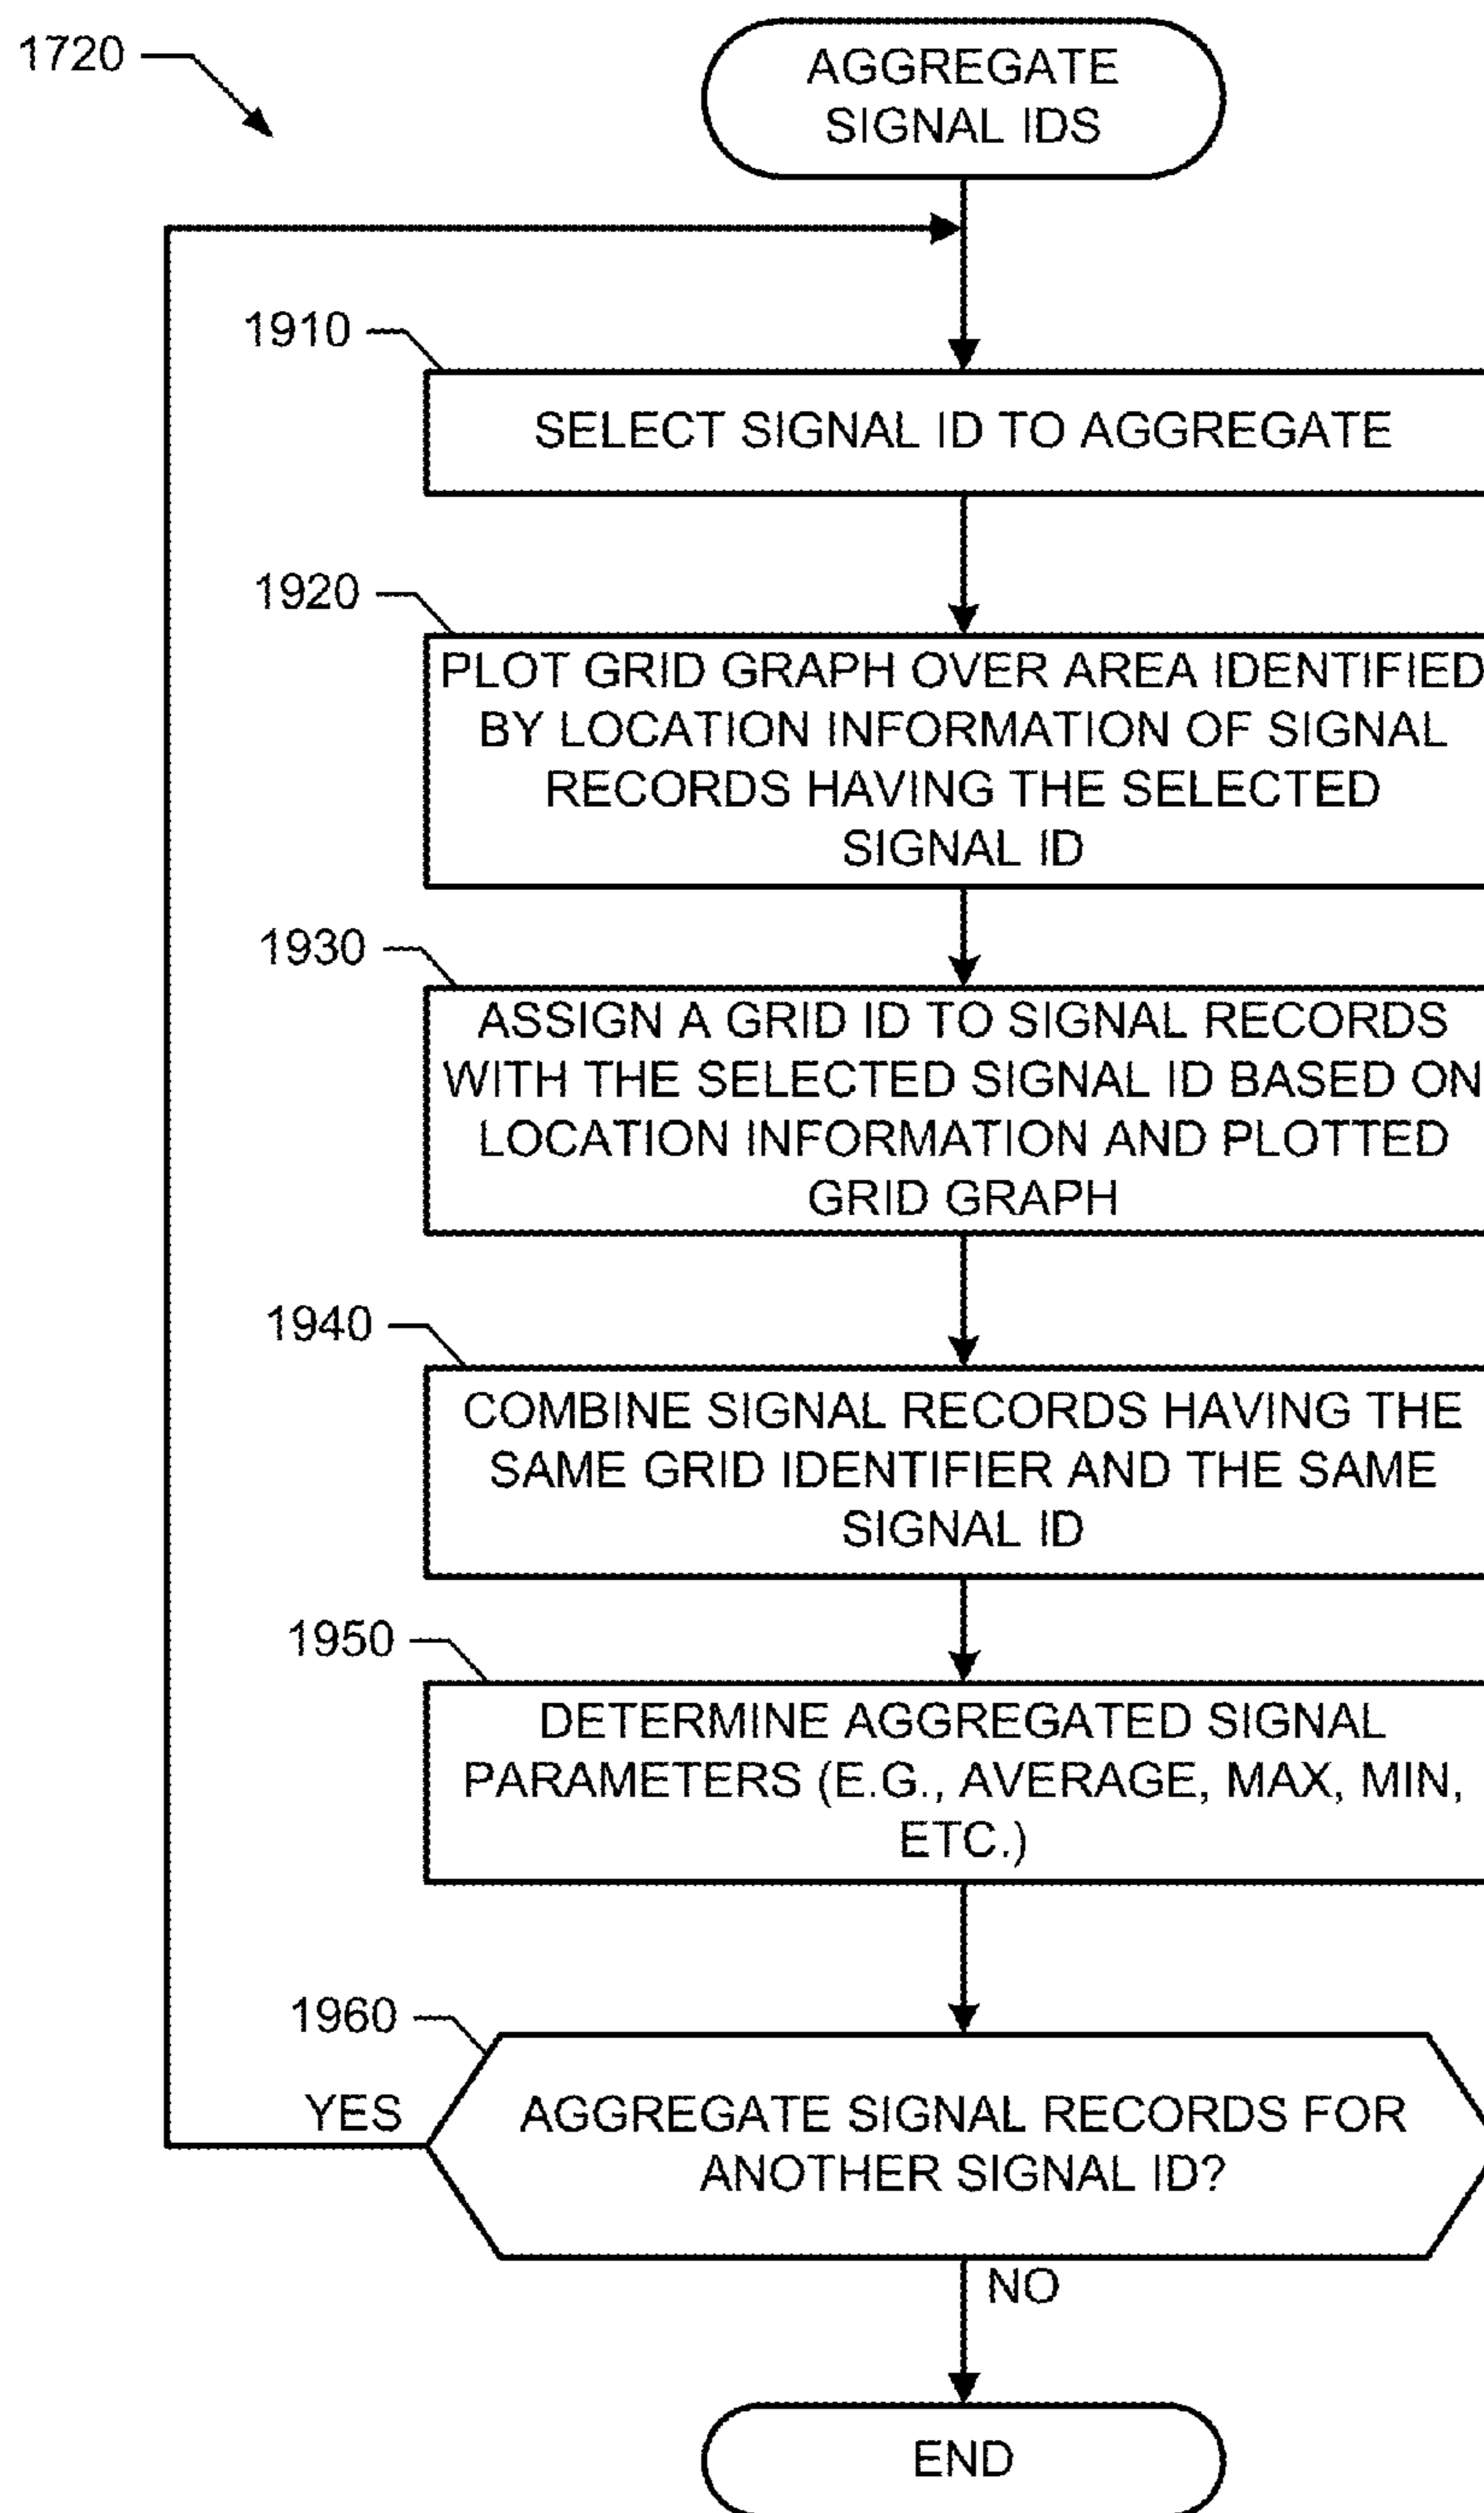 1720
AGGREGATE
SIGNAL IDS
1910
SELECT SIGNAL ID TO AGGREGATE
1920
PLOT GRID GRAPH OVER AREA IDENTIFIED
BY LOCATION INFORMATION OF SIGNAL
RECORDS HAVING THE SELECTED
SIGNAL ID
1930
ASSIGN A GRID ID TO SIGNAL RECORDS
WITH THE SELECTED SIGNAL ID BASED ON
LOCATION INFORMATION AND PLOTTED
GRID GRAPH
1940
COMBINE SIGNAL RECORDS HAVING THE
SAME GRID IDENTIFIER AND THE SAME
SIGNAL ID
1950
DETERMINE AGGREGATED SIGNAL
PARAMETERS (E.G., AVERAGE, MAX, MIN,
ETC.)
1960
YES
AGGREGATE SIGNAL RECORDS FOR
ANOTHER SIGNAL ID?
NO
END